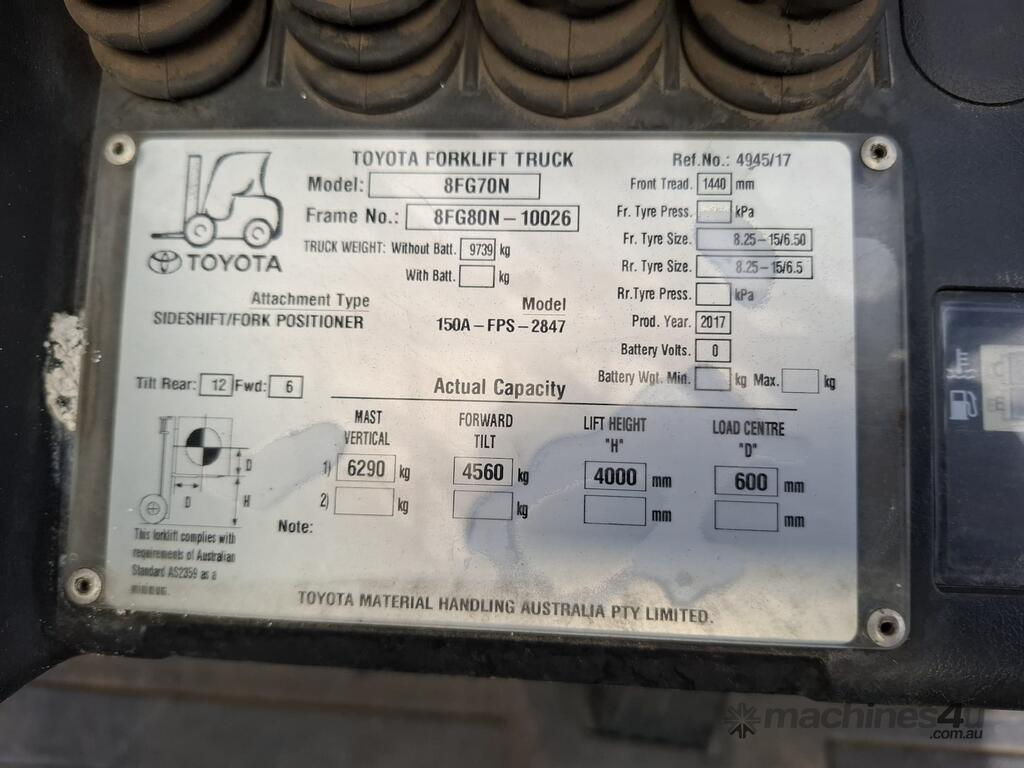 TOYOTA FORKLIFT TRUCK
Ref.No.: 4945/17
Model: 8FG70N
Frame No.: 8FG80N-10026
TRUCK WEIGHT: Without Batt. 9739 kg
With Batt. kg
TOYOTA
Front Tread. 1440 mm
Fr. Tyre Press. kPa
Fr. Tyre Size. 8.25-15/6.50
Rr. Tyre Size. 8.25-15/6.5
Rr.Tyre Press. kPa
Prod. Year. 2017
Battery Volts. 0
Battery Wgt. Min. kg Max. kg
Attachment Type
Model
SIDESHIFT/FORK POSITIONER
150A-FPS-2847
Tilt Rear: 12 Fwd: 6
Actual Capacity
MAST VERTICAL
FORWARD TILT
LIFT HEIGHT "H"
LOAD CENTRE "D"
1) 6290 kg 4560 kg 4000 mm 600 mm
2) kg kg mm mm
D
D
H
Note:
This forklift complies with
requirements of Australian
Standard AS2359 as a
TOYOTA MATERIAL HANDLING AUSTRALIA PTY LIMITED.
C
E
machines4u
.com.au